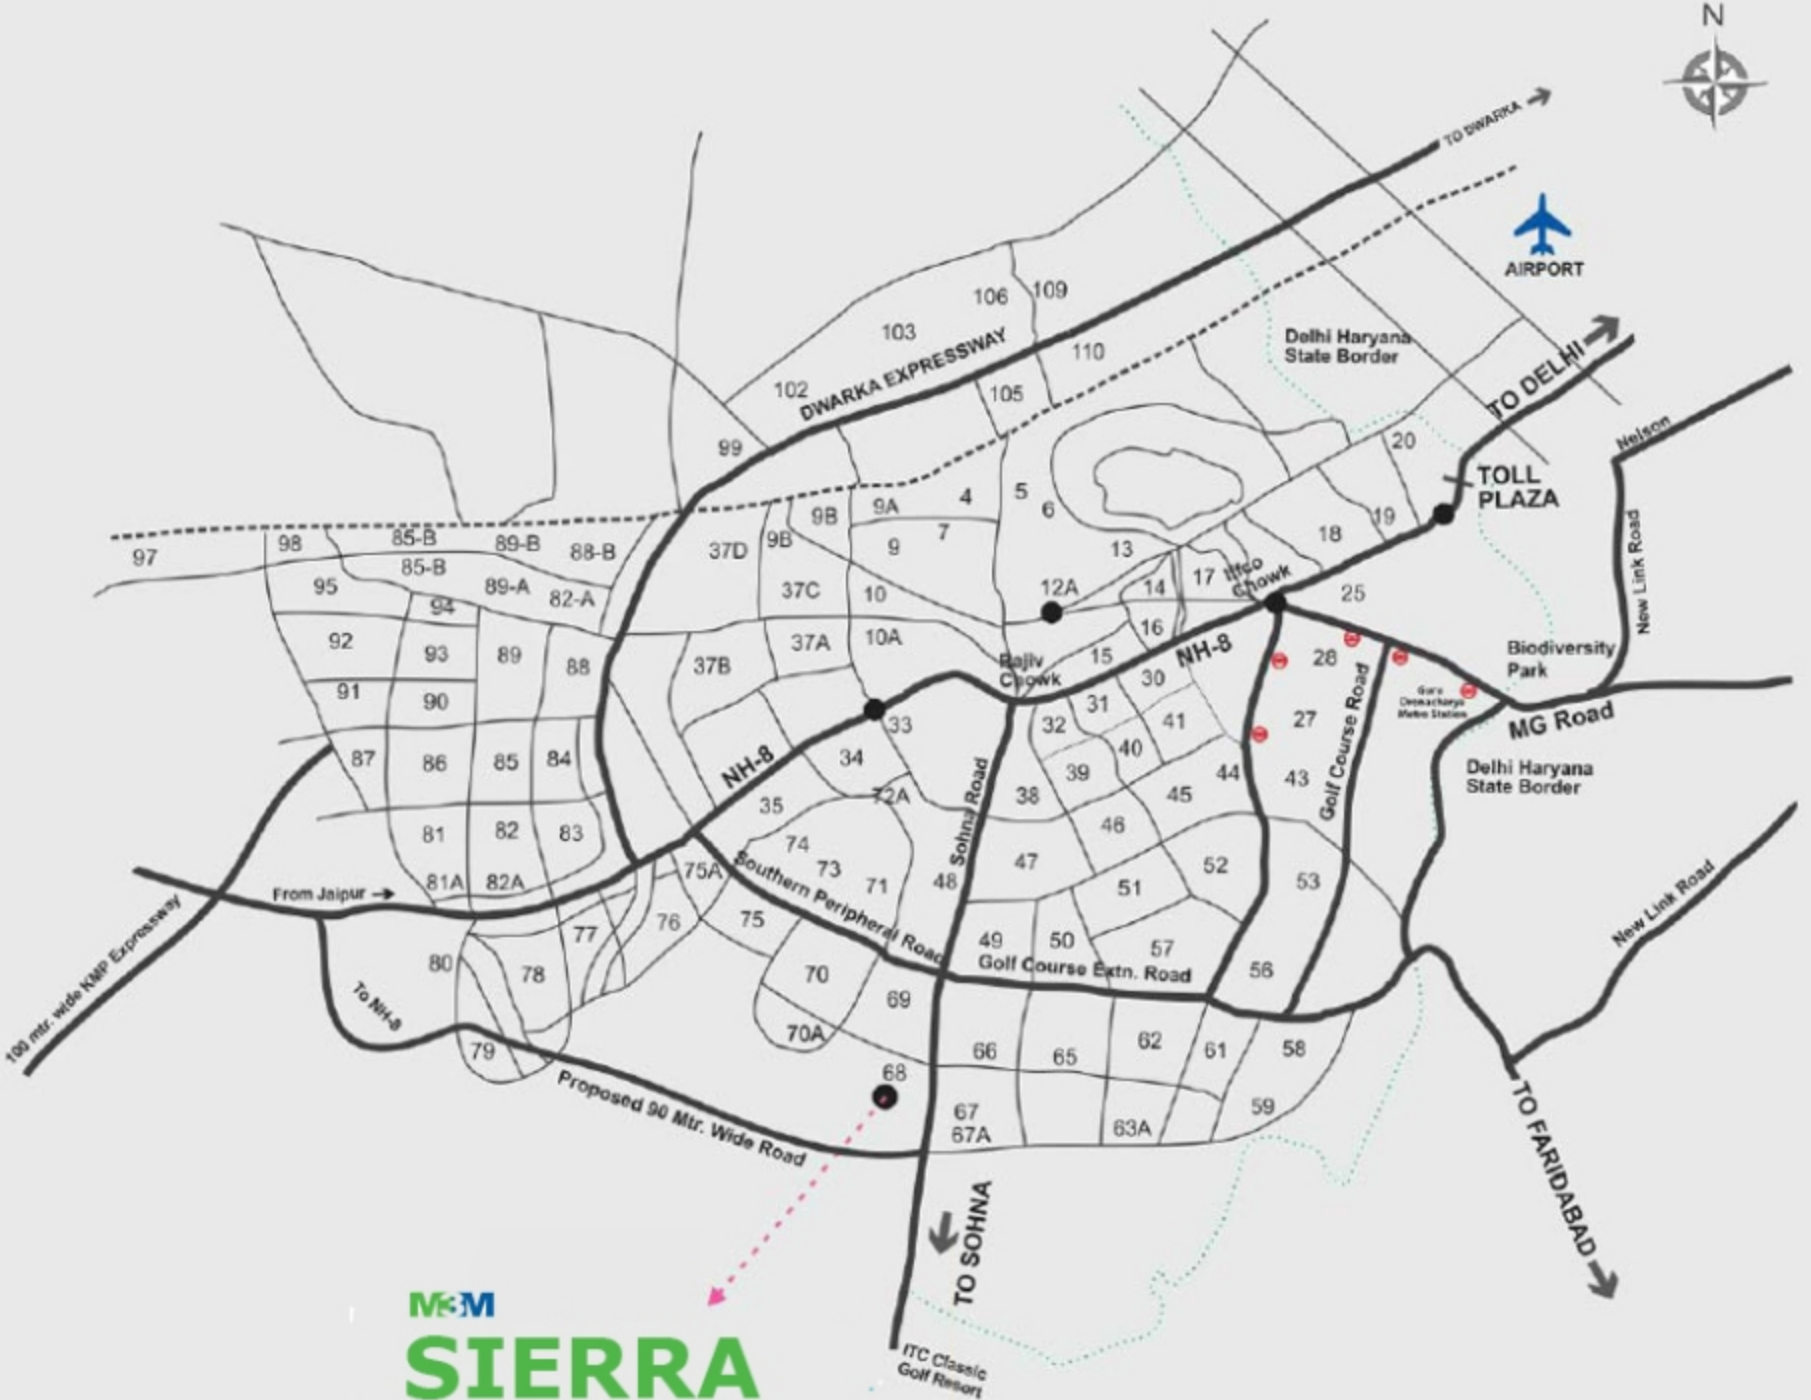 N
TO DWARKA
AIRPORT
106
109
103
DWARKA EXPRESSWAY
110
102
105
Delhi Haryana
State Border
TO DELHI
99
20
Nelson
TOLL
PLAZA
9A
4
5
6
9B
7
19
18
97
98
85-B
89-B
88-B
37D
9B
9
13
85-B
95
89-A
82-A
37C
10
12A
14
17
Iffco
Chowk
25
New Link Road
94
92
93
89
88
37B
37A
10A
16
15
NH-8
28
Biodiversity
Park
Rajiv
Chowk
91
90
30
31
Guru
Dronacharya
Metro Station
MG Road
33
32
41
27
Golf Course Road
87
86
85
84
NH-8
34
40
39
44
43
Delhi Haryana
State Border
35
72A
Sohna Road
38
45
81
82
83
74
73
71
46
47
52
53
From Jaipur
81A
82A
75A
Southern Peripheral Road
48
51
New Link Road
100 mtr. wide KMP Expressway
80
77
76
75
49
50
57
78
70
Golf Course Extn. Road
56
To NH-8
69
70A
79
66
65
62
61
58
68
Proposed 90 Mtr. Wide Road
67
67A
63A
59
TO SOHNA
TO FARIDABAD
M3M
SIERRA
ITC Classic
Golf Resort